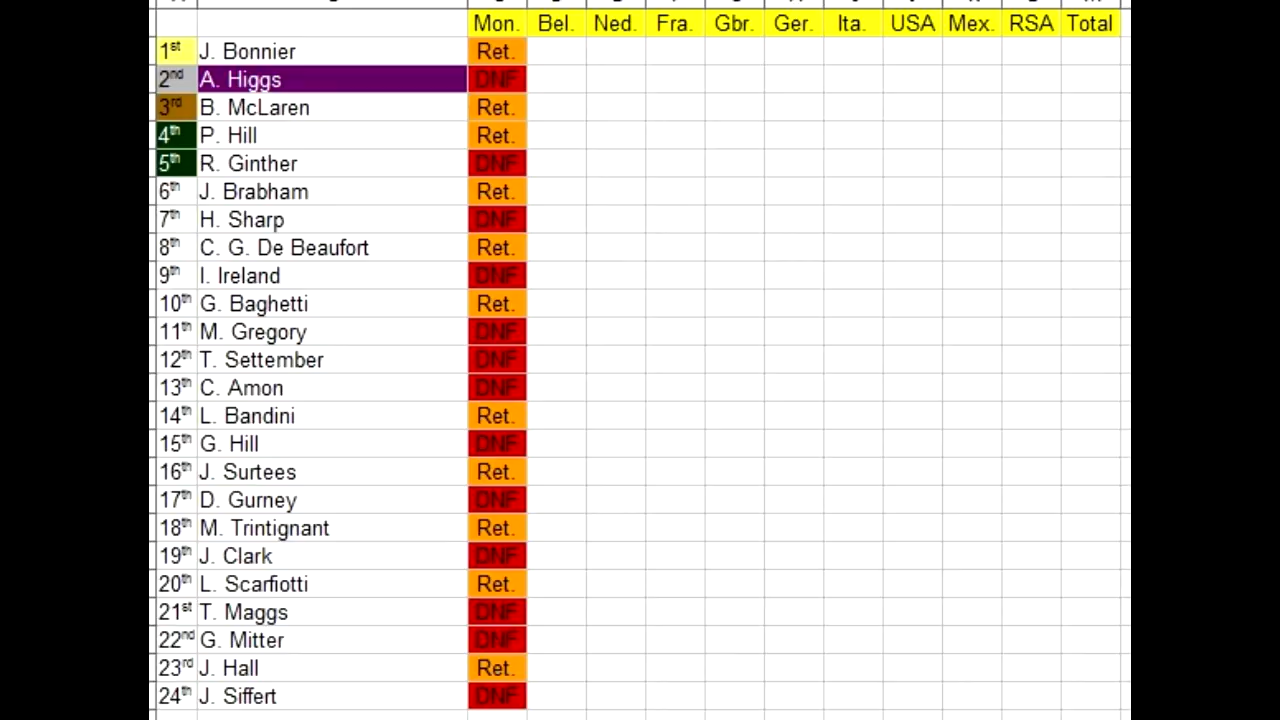 Mon. Bel. Ned. Fra. Gbr. Ger. Ita. USA Mex. RSA Total
1st J. Bonnier Ret.
2nd A. Higgs DNF
3rd B. McLaren Ret.
4th P. Hill Ret.
5th R. Ginther DNF
6th J. Brabham Ret.
7th H. Sharp DNF
8th C. G. De Beaufort Ret.
9th I. Ireland DNF
10th G. Baghetti Ret.
11th M. Gregory DNF
12th T. Settember DNF
13th C. Amon DNF
14th L. Bandini Ret.
15th G. Hill DNF
16th J. Surtees Ret.
17th D. Gurney DNF
18th M. Trintignant Ret.
19th J. Clark DNF
20th L. Scarfiotti Ret.
21st T. Maggs DNF
22nd G. Mitter DNF
23rd J. Hall Ret.
24th J. Siffert DNF